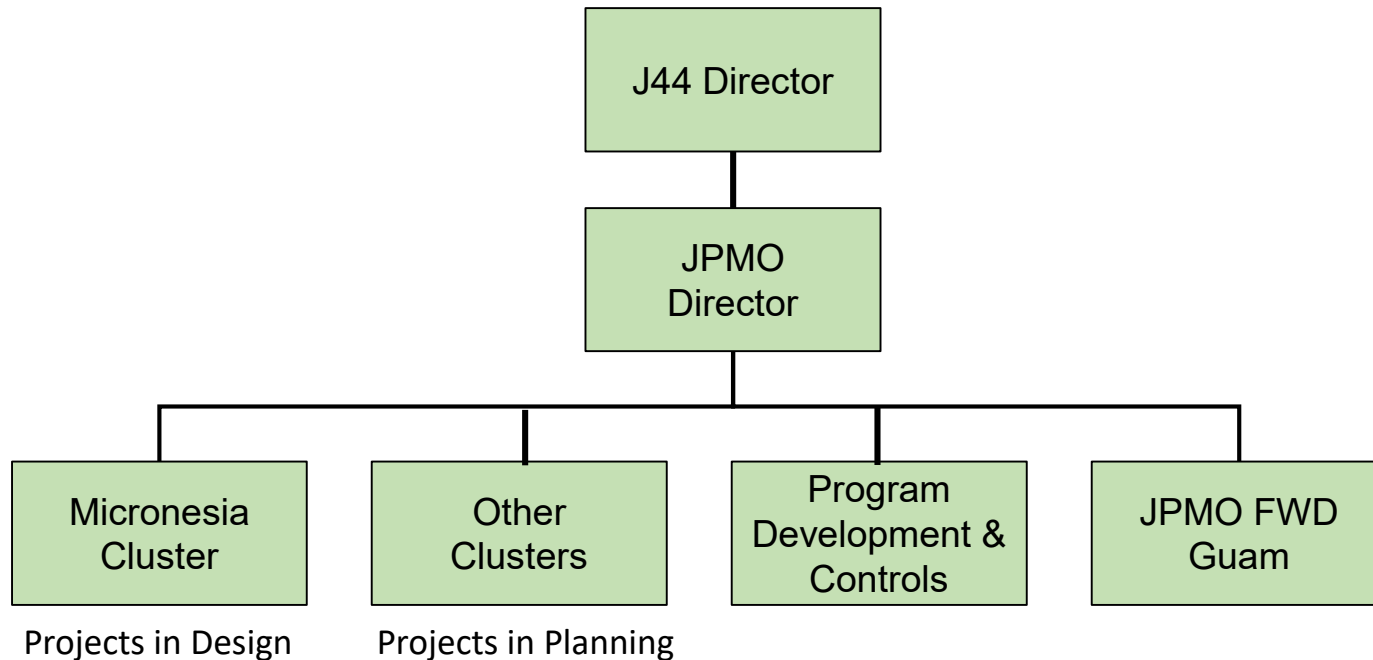 J44 Director
JPMO
Director
Micronesia
Cluster
Other
Clusters
Program
Development &
Controls
JPMO FWD
Guam
Projects in Design
Projects in Planning